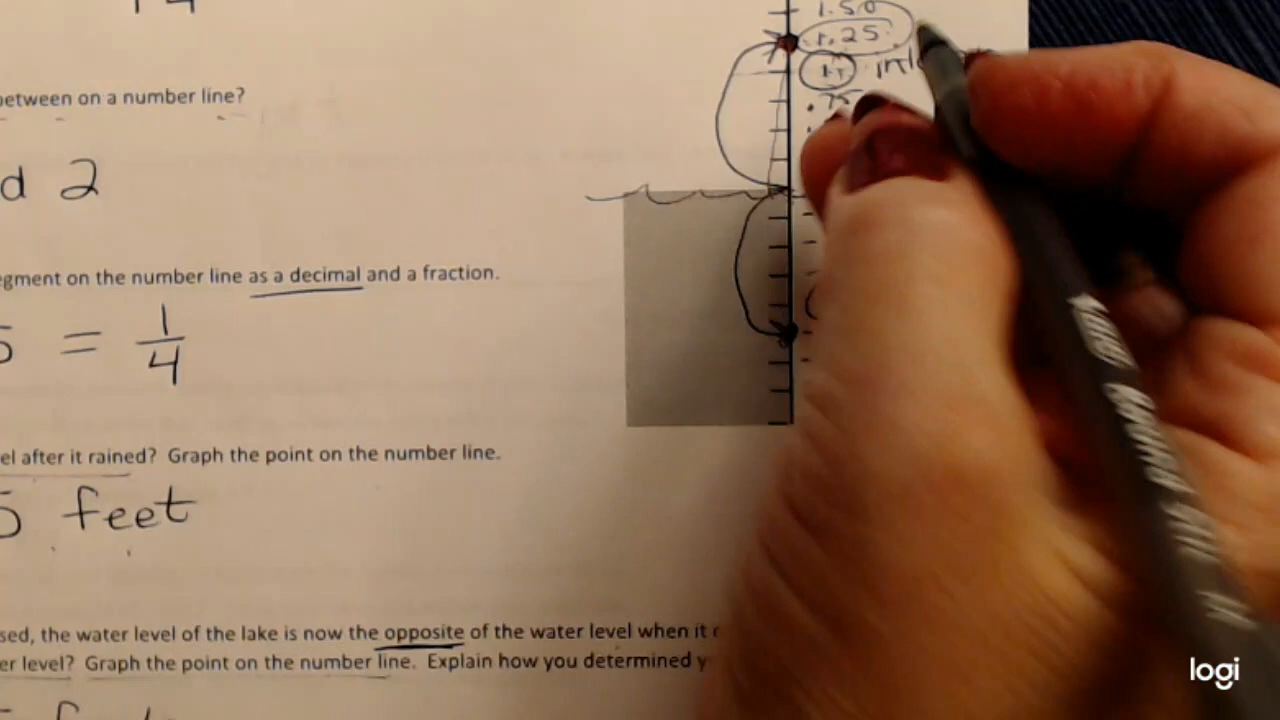 1.50
1.25
between on a number line?
d 2
egment on the number line as a decimal and a fraction.
5 = 1/4
el after it rained? Graph the point on the number line.
5 feet
sed, the water level of the lake is now the opposite of the water level when it r
er level? Graph the point on the number line. Explain how you determined y
logi